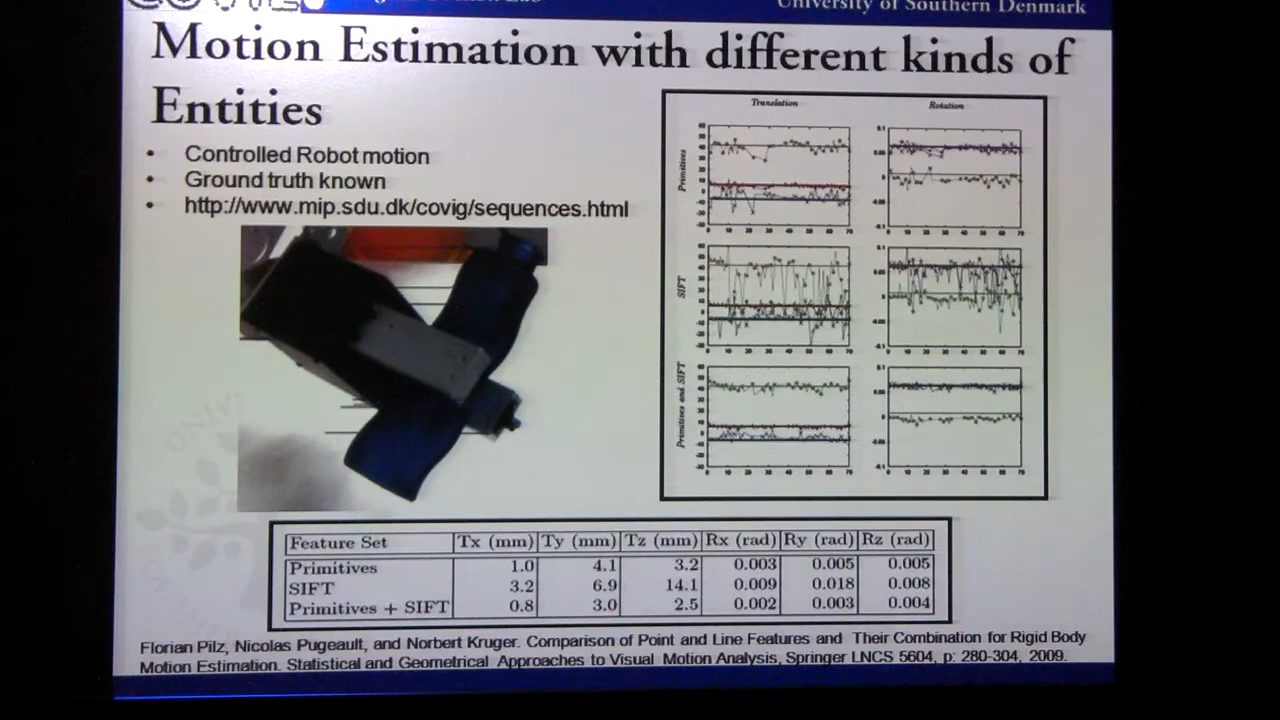 University of Southern Denmark
Motion Estimation with different kinds of
Entities
• Controlled Robot motion
• Ground truth known
• http://www.mip.sdu.dk/covig/sequences.html
Translation Rotation
Primitives
SIFT
Primitives and SIFT
Feature Set Tx (mm) Ty (mm) Tz (mm) Rx (rad) Ry (rad) Rz (rad)
Primitives 1.0 4.1 3.2 0.003 0.005 0.005
SIFT 3.2 6.9 14.1 0.009 0.018 0.008
Primitives + SIFT 0.8 3.0 2.5 0.002 0.003 0.004
Florian Pilz, Nicolas Pugeault, and Norbert Kruger. Comparison of Point and Line Features and Their Combination for Rigid Body
Motion Estimation. Statistical and Geometrical Approaches to Visual Motion Analysis, Springer LNCS 5604, p: 280-304, 2009.